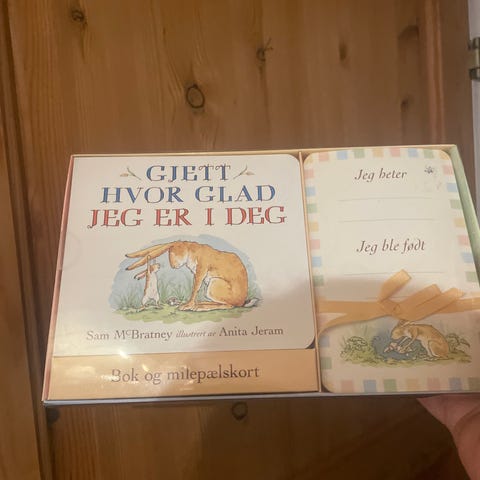 GJETT
HVOR GLAD
JEG ER I DEG
Sam McBratney illustrert av Anita Jeram
Bok og milepælskort
Jeg heter
Jeg ble født